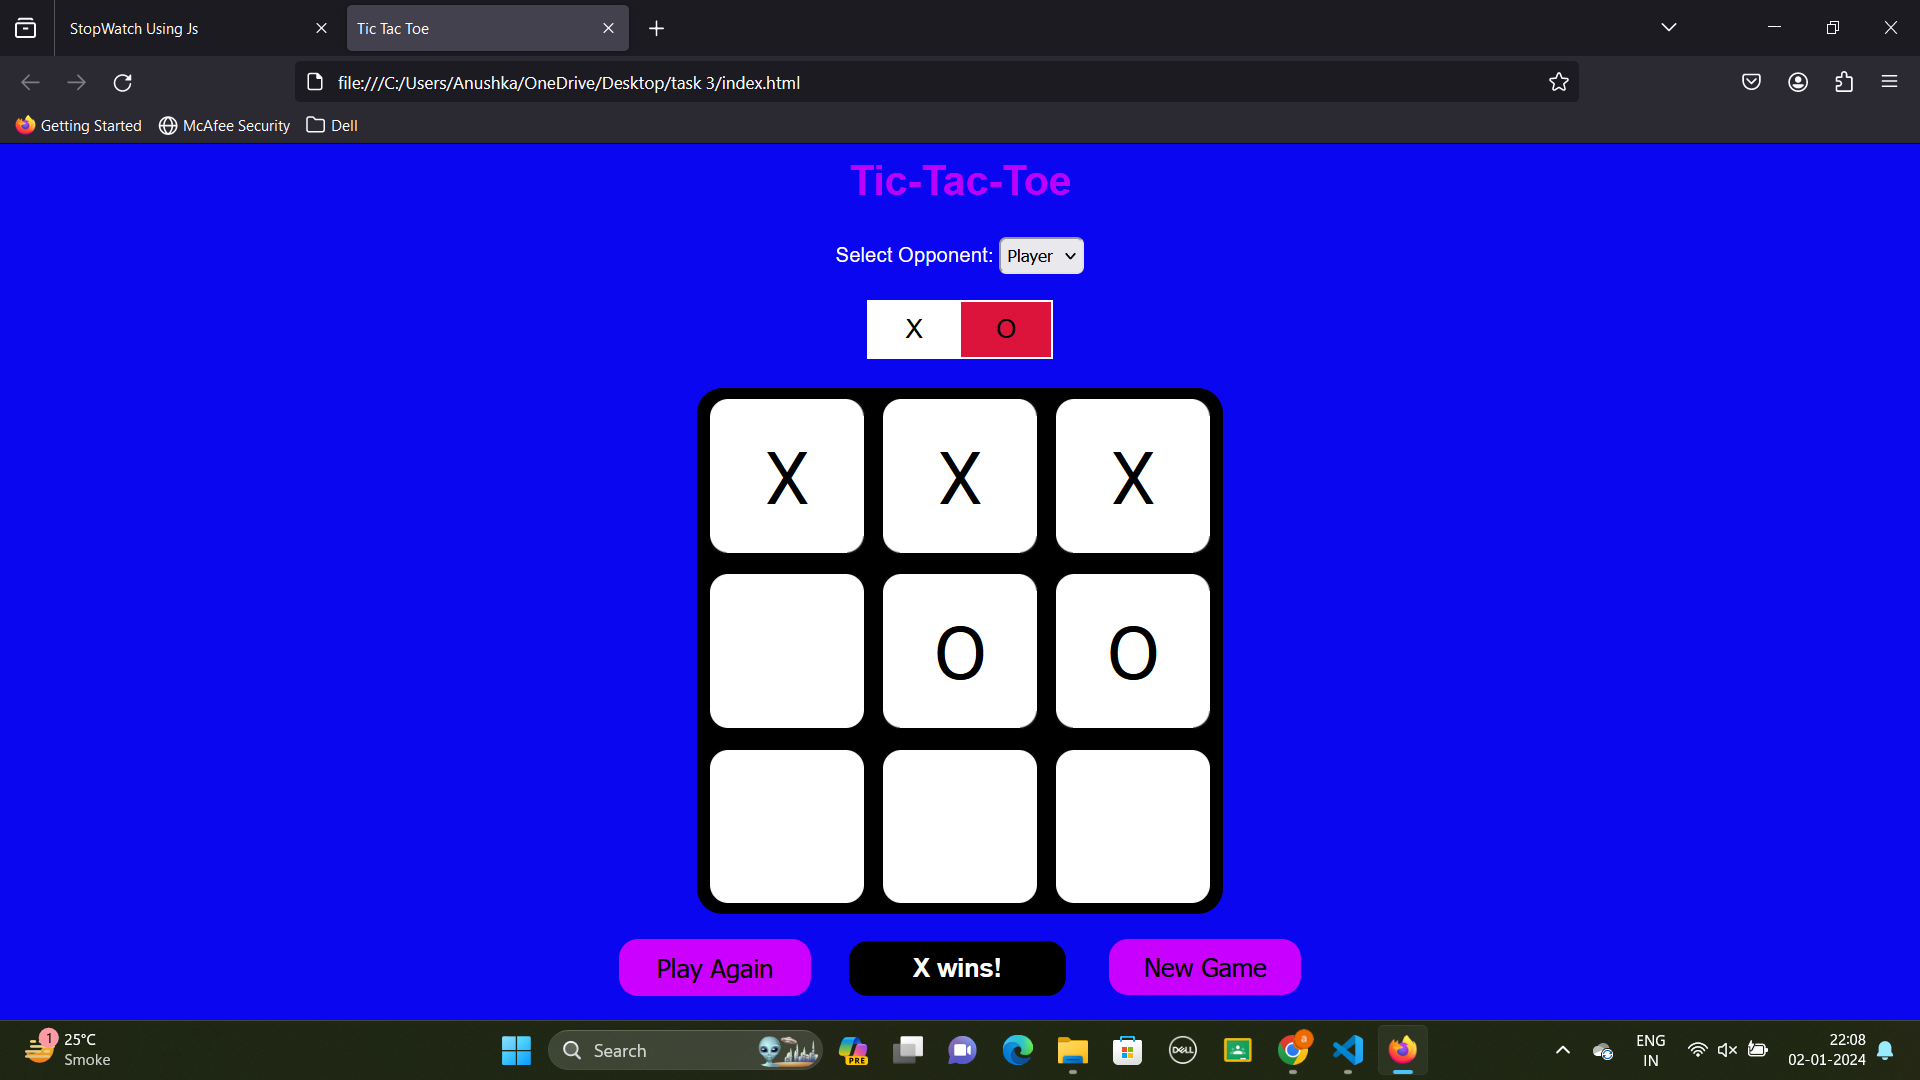 StopWatch Using Js
Tic Tac Toe
file:///C:/Users/Anushka/OneDrive/Desktop/task 3/index.html
Getting Started
McAfee Security
Dell
Tic-Tac-Toe
Select Opponent: Player
X O
X X X
O O
Play Again
X wins!
New Game
1
25°C
Smoke
Search
PRE
DELL
a
ENG
IN
22:08
02-01-2024